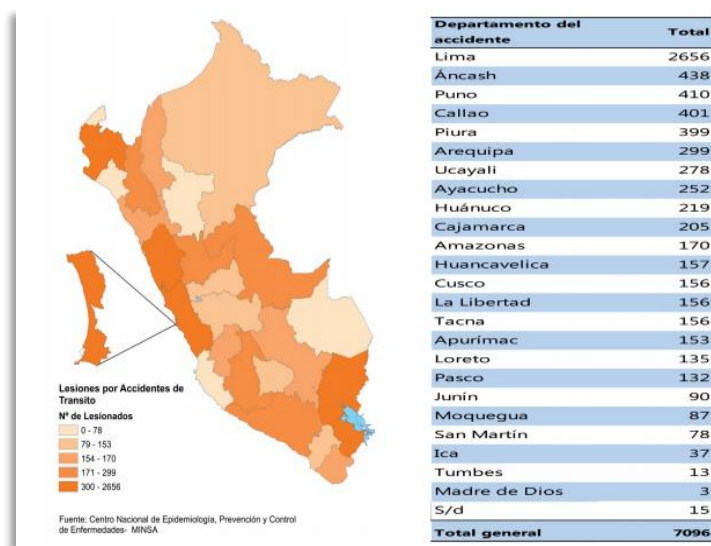 Lesiones por Accidentes de
Transito
Nº de Lesionados
0 - 78
79 - 153
154 - 170
171 - 299
300 - 2656
Fuente: Centro Nacional de Epidemiología, Prevención y Control
de Enfermedades- MINSA
Departamento del
accidente Total
Lima 2656
Áncash 438
Puno 410
Callao 401
Piura 399
Arequipa 299
Ucayali 278
Ayacucho 252
Huánuco 219
Cajamarca 205
Amazonas 170
Huancavelica 157
Cusco 156
La Libertad 156
Tacna 156
Apurímac 153
Loreto 135
Pasco 132
Junín 90
Moquegua 87
San Martín 78
Ica 37
Tumbes 13
Madre de Dios 3
S/d 15
Total general 7096